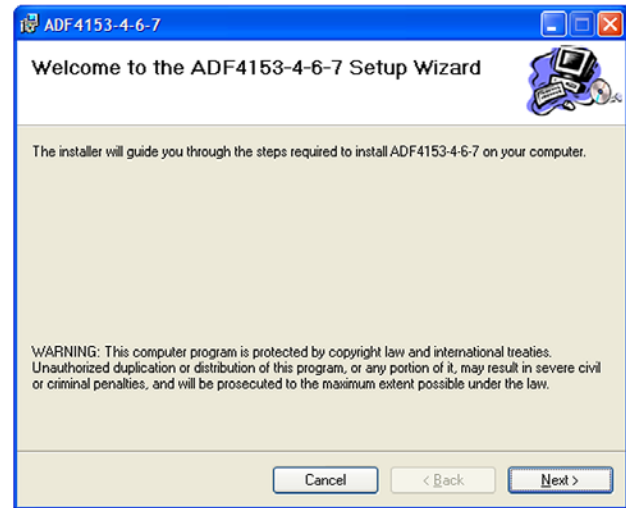 ADF4153-4-6-7
Welcome to the ADF4153-4-6-7 Setup Wizard
The installer will guide you through the steps required to install ADF4153-4-6-7 on your computer.
WARNING: This computer program is protected by copyright law and international treaties.
Unauthorized duplication or distribution of this program, or any portion of it, may result in severe civil
or criminal penalties, and will be prosecuted to the maximum extent possible under the law.
Cancel < Back Next >